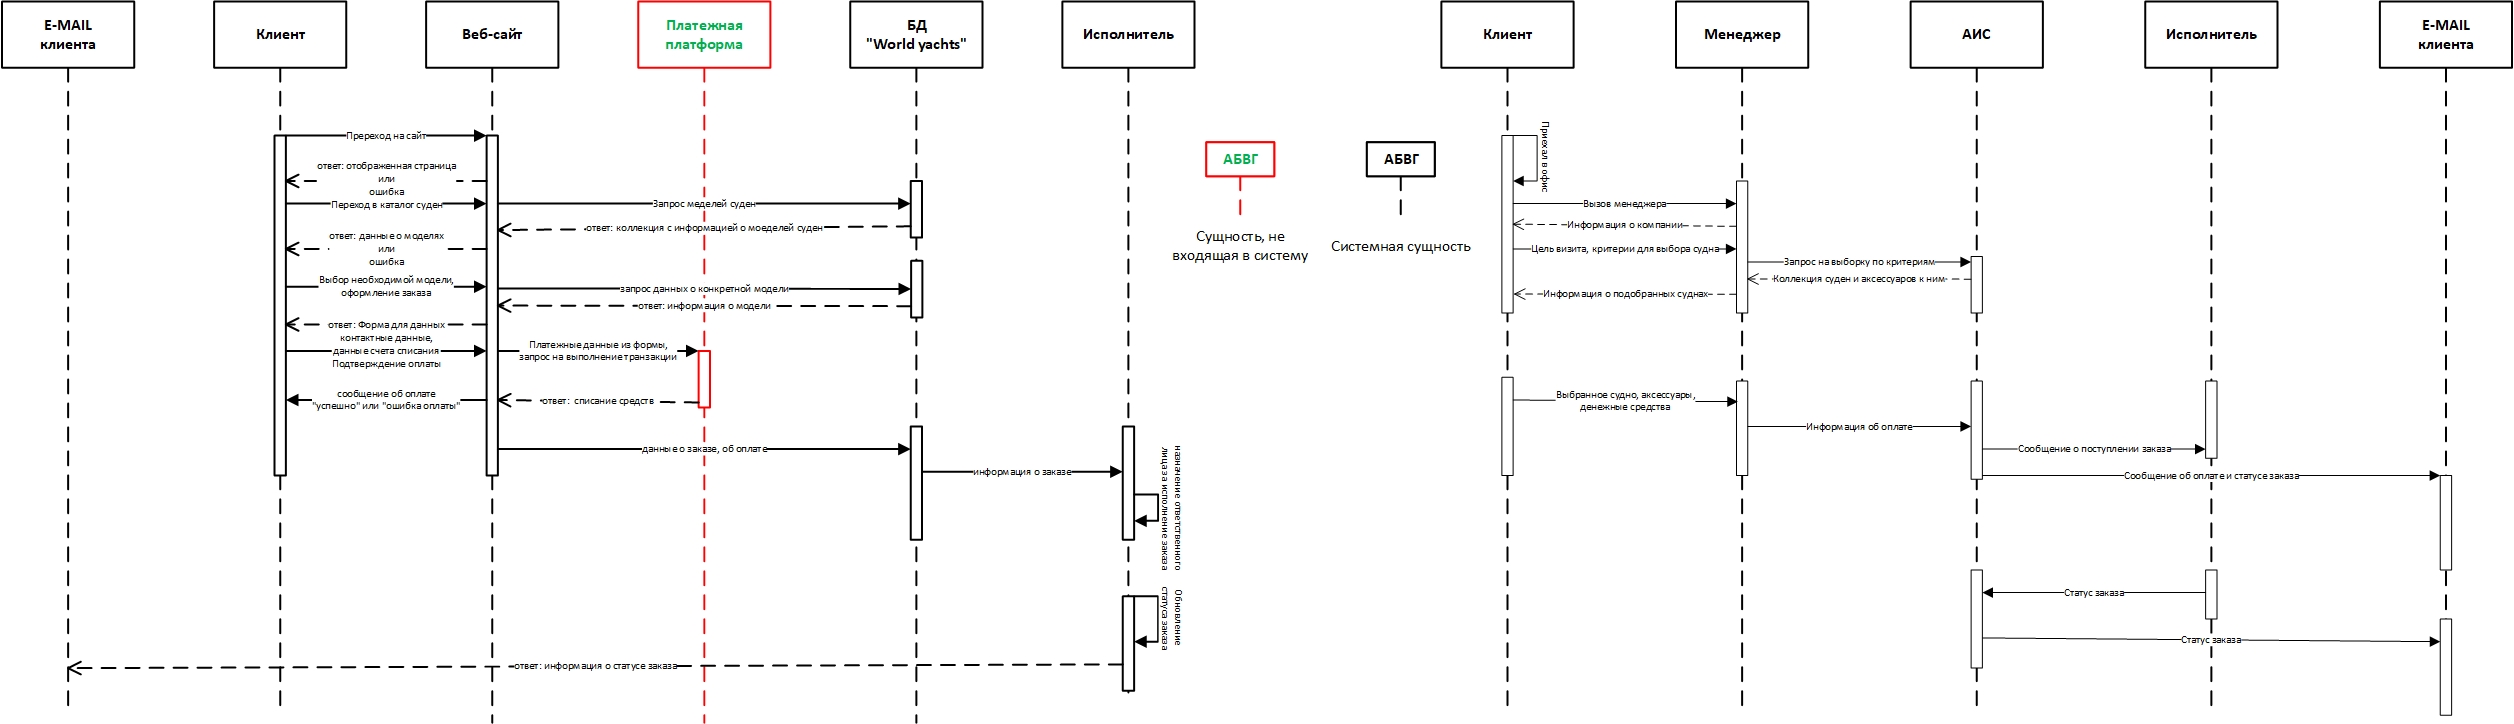 E-MAIL
клиента
Клиент
Веб-сайт
Платежная
платформа
БД
"World yachts"
Исполнитель
Клиент
Менеджер
АИС
Исполнитель
E-MAIL
клиента
Пререход на сайт
ответ: отображенная страница
или
ошибка
Переход в каталог суден
Запрос меделей суден
ответ: коллекция с информацией о моеделей суден
ответ: данные о моделях
или
ошибка
Выбор необходимой модели,
оформление заказа
запрос данных о конкретной модели
ответ: информация о модели
ответ: Форма для данных
контактные данные,
данные счета списания
Подтверждение оплаты
Платежные данные из формы,
запрос на выполнение транзакции
сообщение об оплате
"успешно" или "ошибка оплаты"
ответ: списание средств
данные о заказе, об оплате
информация о заказе
назначение ответственного
лица за исполнение заказа
Обновление
статуса заказа
ответ: информация о статусе заказа
АБВГ
Сущность, не
входящая в систему
АБВГ
Системная сущность
Приехал в офис
Вызов менеджера
Информация о компании
Цель визита, критерии для выбора судна
Запрос на выборку по критериям
Коллекция суден и аксессуаров к ним
Информация о подобранных суднах
Выбранное судно, аксессуары,
денежные средства
Информация об оплате
Сообщение о поступлении заказа
Сообщение об оплате и статусе заказа
Статус заказа
Статус заказа